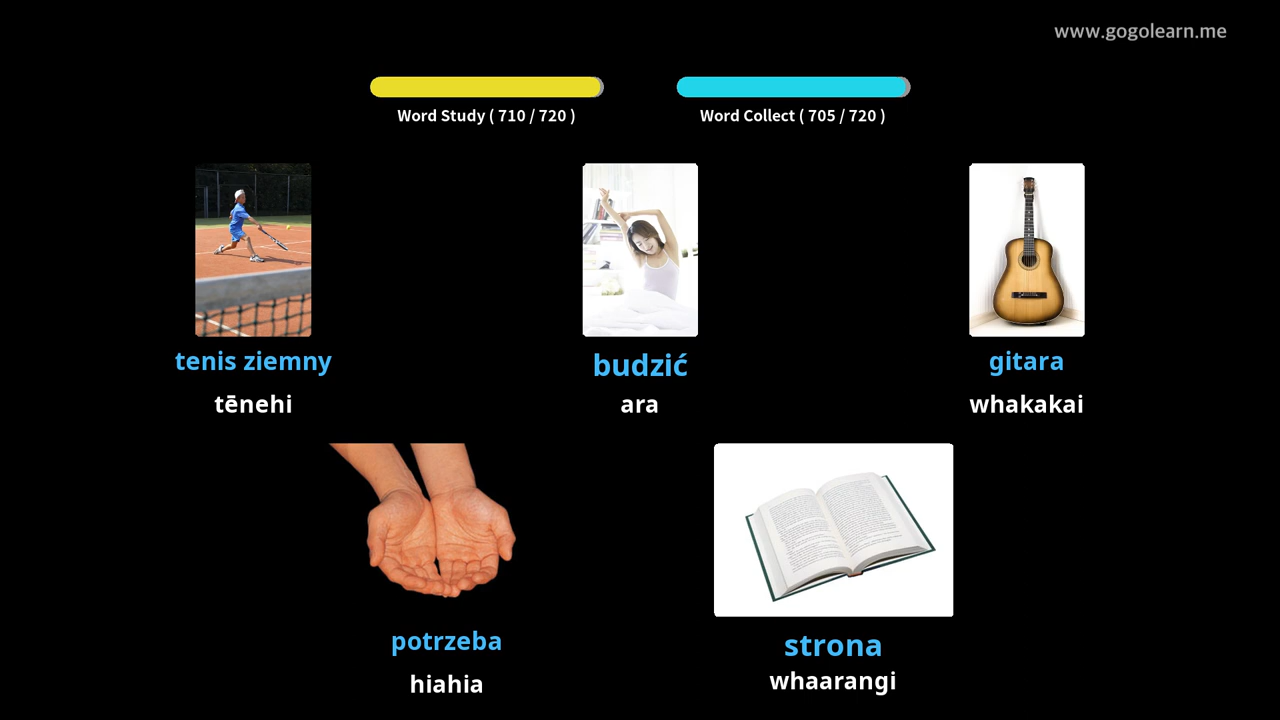 www.gogolearn.me
Word Study ( 710 / 720 )
Word Collect ( 705 / 720 )
tenis ziemny
budzić
gitara
tēnehi
ara
whakakai
potrzeba
strona
hiahia
whaarangi